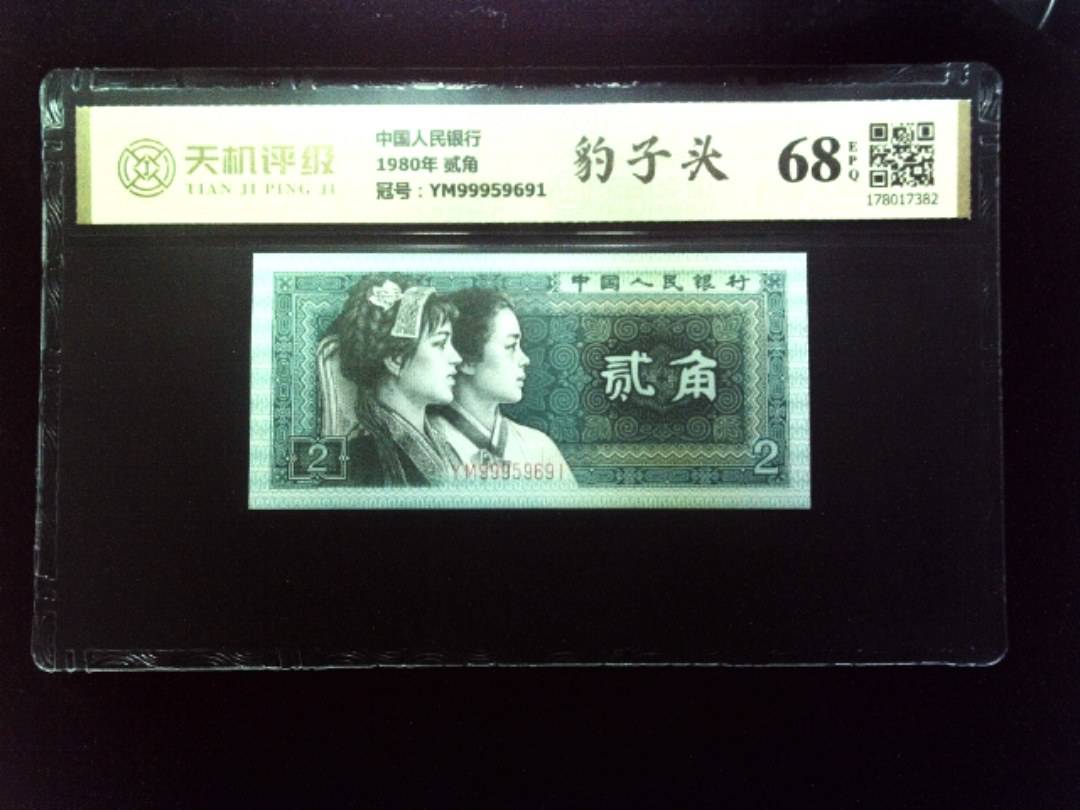 天机评级
TIAN JI PING JI
中国人民银行
1980年 贰角
冠号：YM99959691
豹子头
68
EPQ
178017382
中国人民银行
贰角
2
2
YM99959691